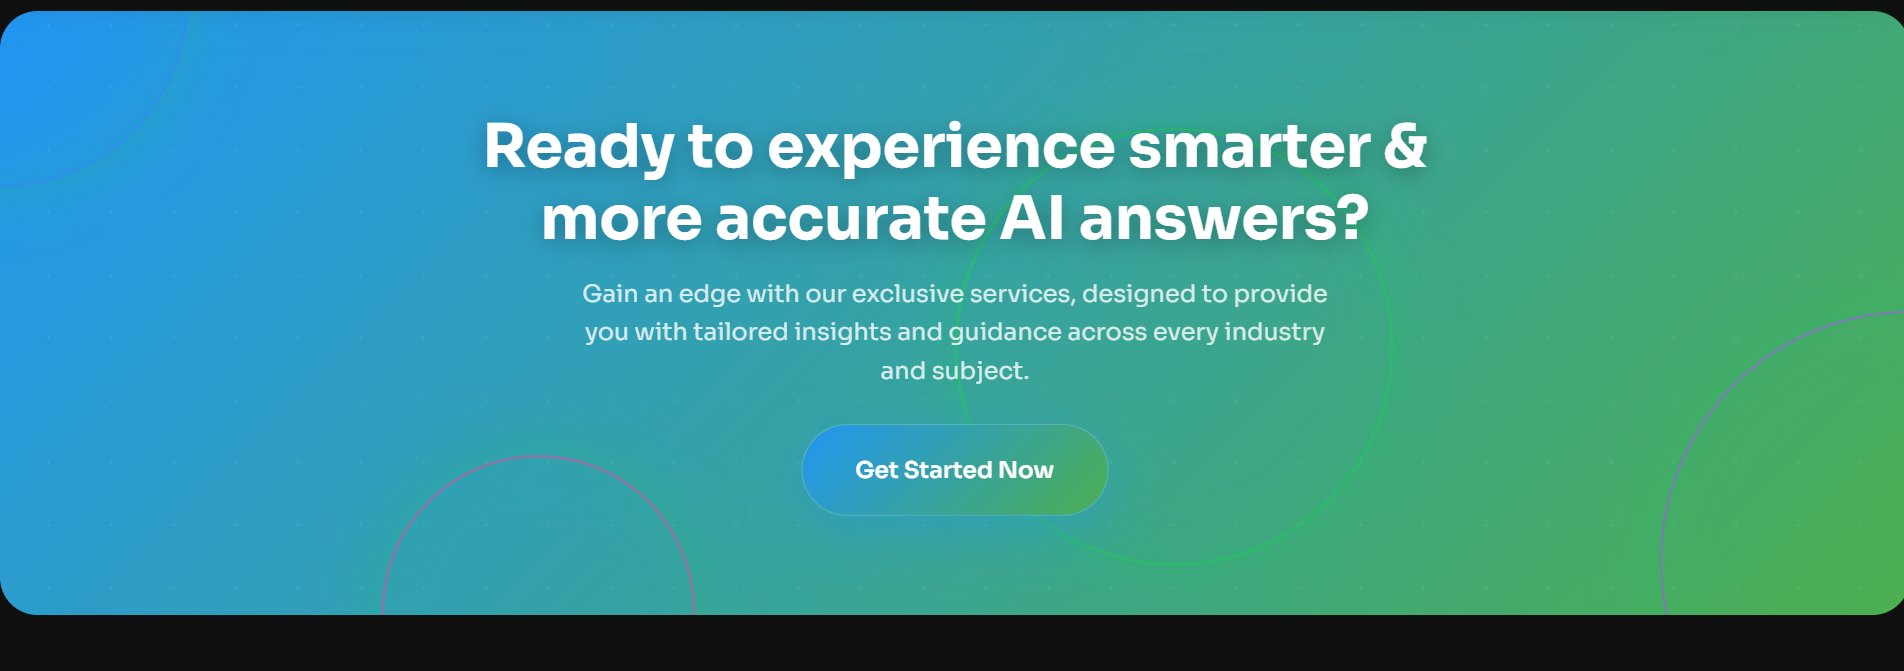 Ready to experience smarter &
more accurate AI answers?
Gain an edge with our exclusive services, designed to provide
you with tailored insights and guidance across every industry
and subject.
Get Started Now